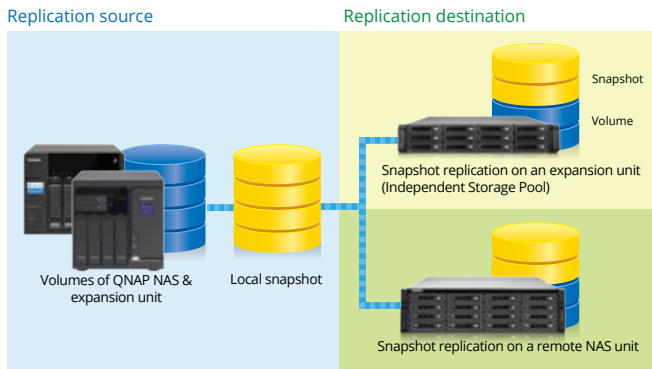 Replication source
Replication destination
Snapshot
Volume
Snapshot replication on an expansion unit
(Independent Storage Pool)
Volumes of QNAP NAS &
expansion unit
Local snapshot
Snapshot replication on a remote NAS unit